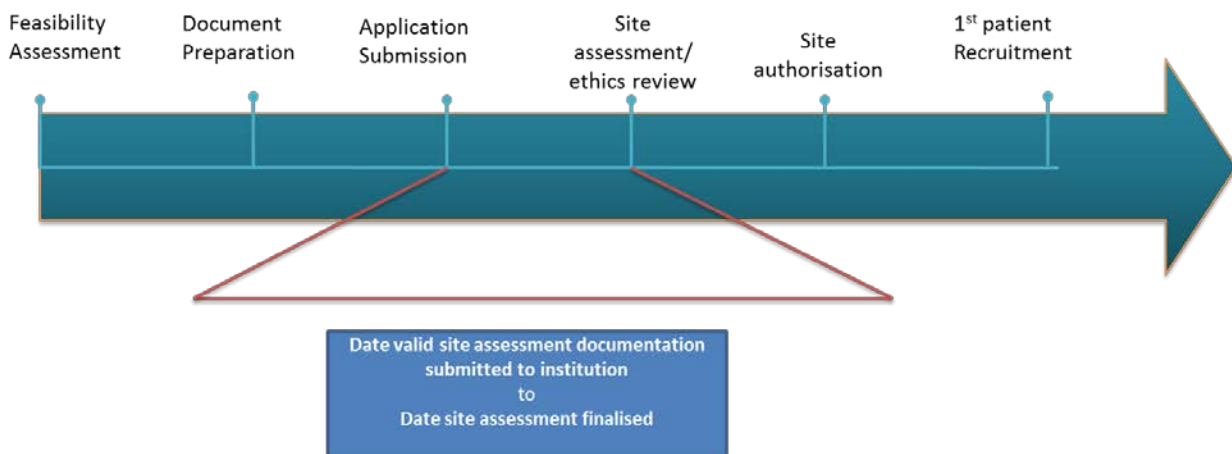 Feasibility
Assessment
Document
Preparation
Application
Submission
Site
assessment/
ethics review
Site
authorisation
1st patient
Recruitment
Date valid site assessment documentation
submitted to institution
to
Date site assessment finalised